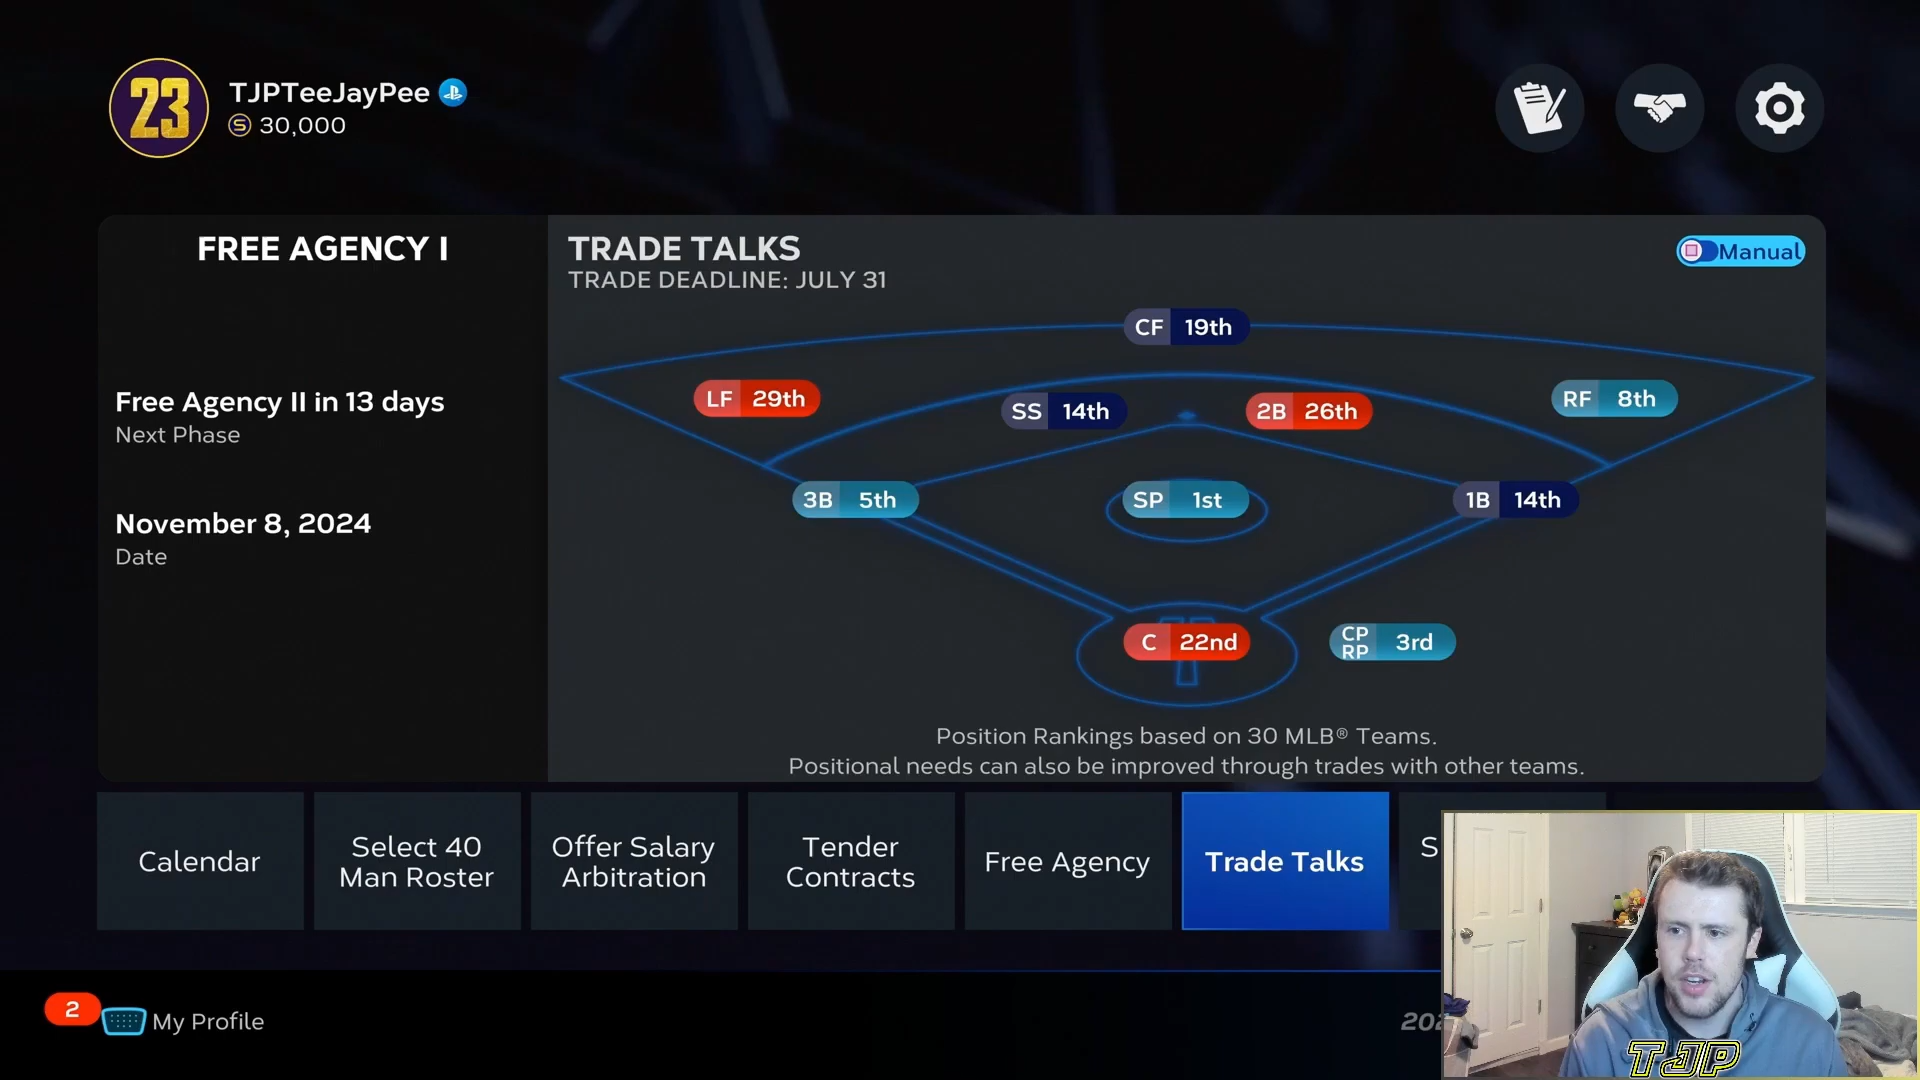 23
TJPTeeJayPee
S 30,000
FREE AGENCY I
Free Agency II in 13 days
Next Phase
November 8, 2024
Date
TRADE TALKS
TRADE DEADLINE: JULY 31
Manual
CF 19th
LF 29th
SS 14th
2B 26th
RF 8th
3B 5th
SP 1st
1B 14th
C 22nd
CP
RP 3rd
Position Rankings based on 30 MLB® Teams.
Positional needs can also be improved through trades with other teams.
Calendar
Select 40
Man Roster
Offer Salary
Arbitration
Tender
Contracts
Free Agency
Trade Talks
2
My Profile
TJP